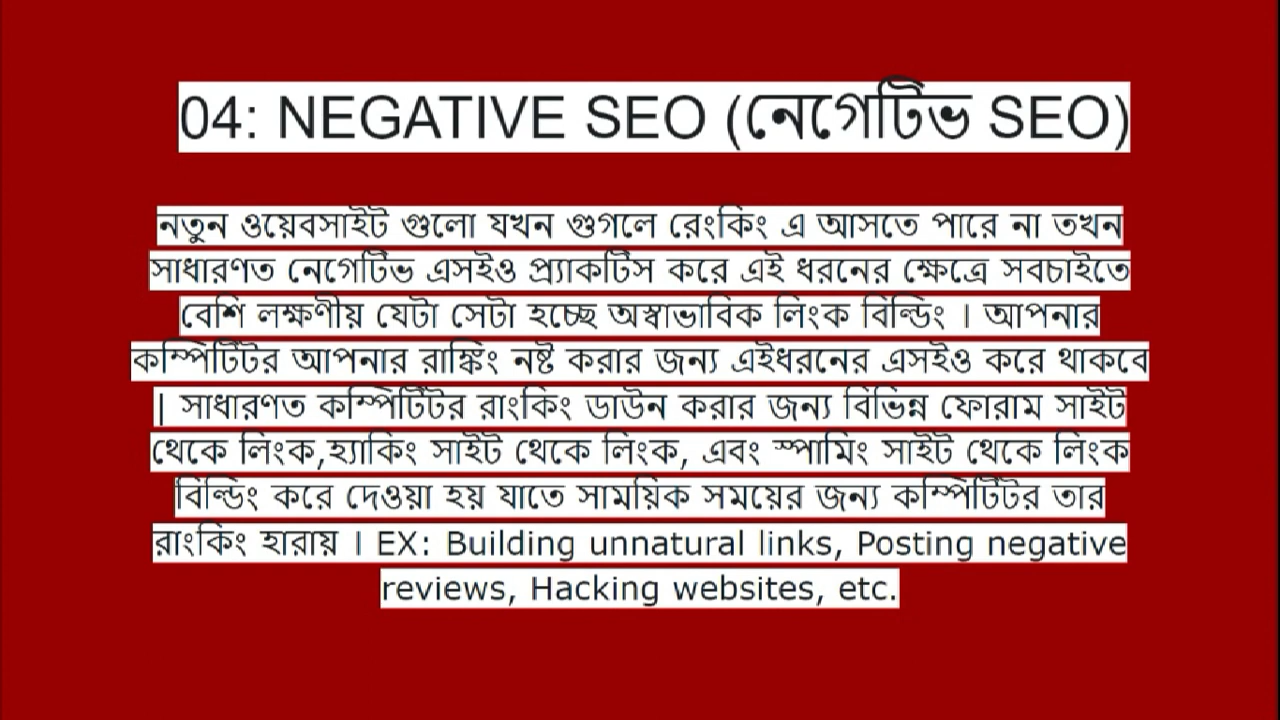 04: NEGATIVE SEO (নেগেটিভ SEO)
নতুন ওয়েবসাইট গুলো যখন গুগলে রেংকিং এ আসতে পারে না তখন
সাধারণত নেগেটিভ এসইও প্র্যাকটিস করে এই ধরনের ক্ষেত্রে সবচাইতে
বেশি লক্ষণীয় যেটা সেটা হচ্ছে অস্বাভাবিক লিংক বিল্ডিং । আপনার
কম্পিটিটর আপনার রাঙ্কিং নষ্ট করার জন্য এইধরনের এসইও করে থাকবে
| সাধারণত কম্পিটিটর রাংকিং ডাউন করার জন্য বিভিন্ন ফোরাম সাইট
থেকে লিংক,হ্যাকিং সাইট থেকে লিংক, এবং স্পামিং সাইট থেকে লিংক
বিল্ডিং করে দেওয়া হয় যাতে সাময়িক সময়ের জন্য কম্পিটিটর তার
রাংকিং হারায় । EX: Building unnatural links, Posting negative
reviews, Hacking websites, etc.